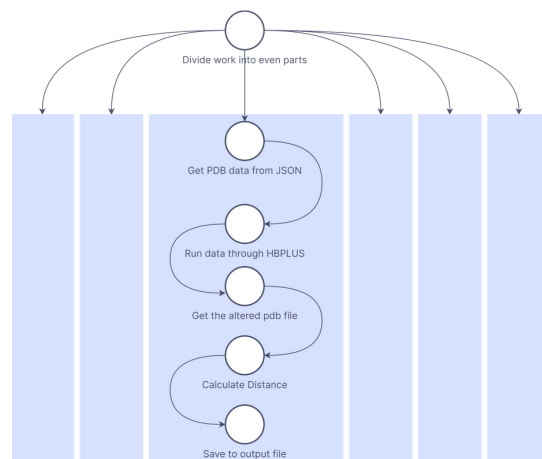 Divide work into even parts
Get PDB data from JSON
Run data through HBPLUS
Get the altered pdb file
Calculate Distance
Save to output file